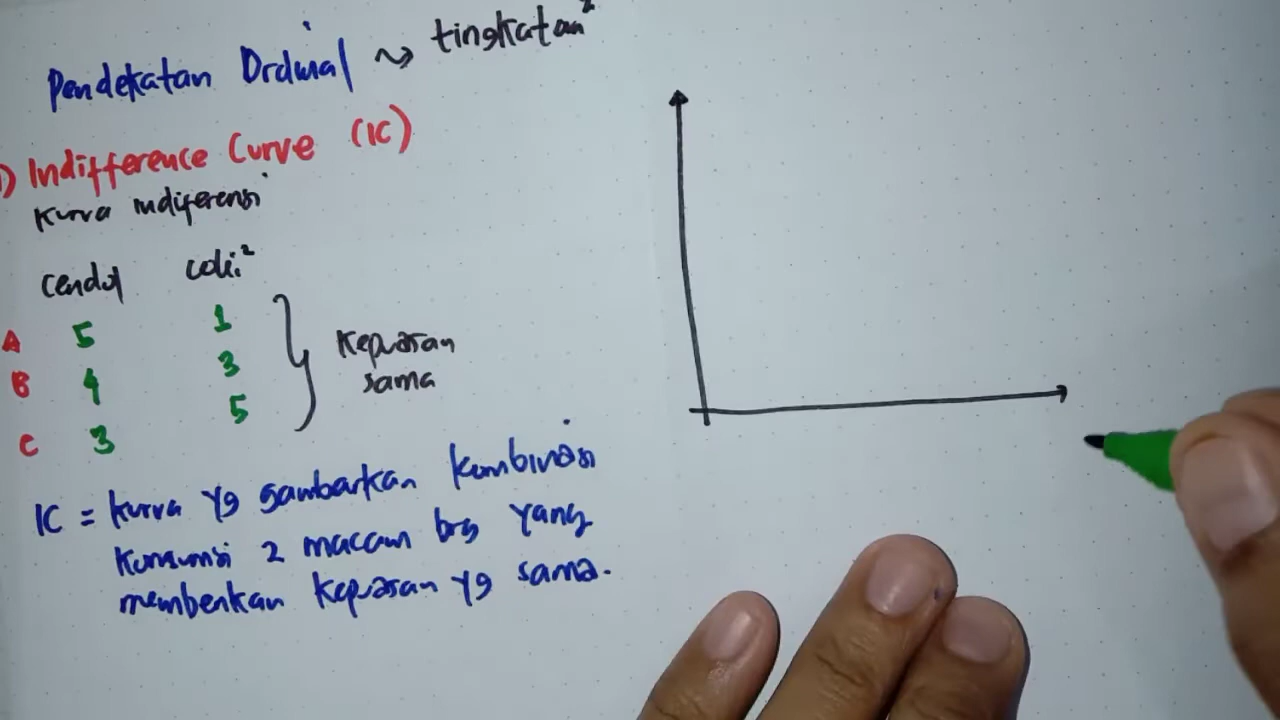 Pendekatan Ordinal ⤳ tingkatan²
1) Indifference Curve (IC)
Kurva indiferensi
cendol coki²
A 5 1
B 4 3
C 3 5
Kepuasan
sama
IC = kurva yg gambarkan kombinasi
konsumsi 2 macam brg yang
memberikan kepuasan yg sama.